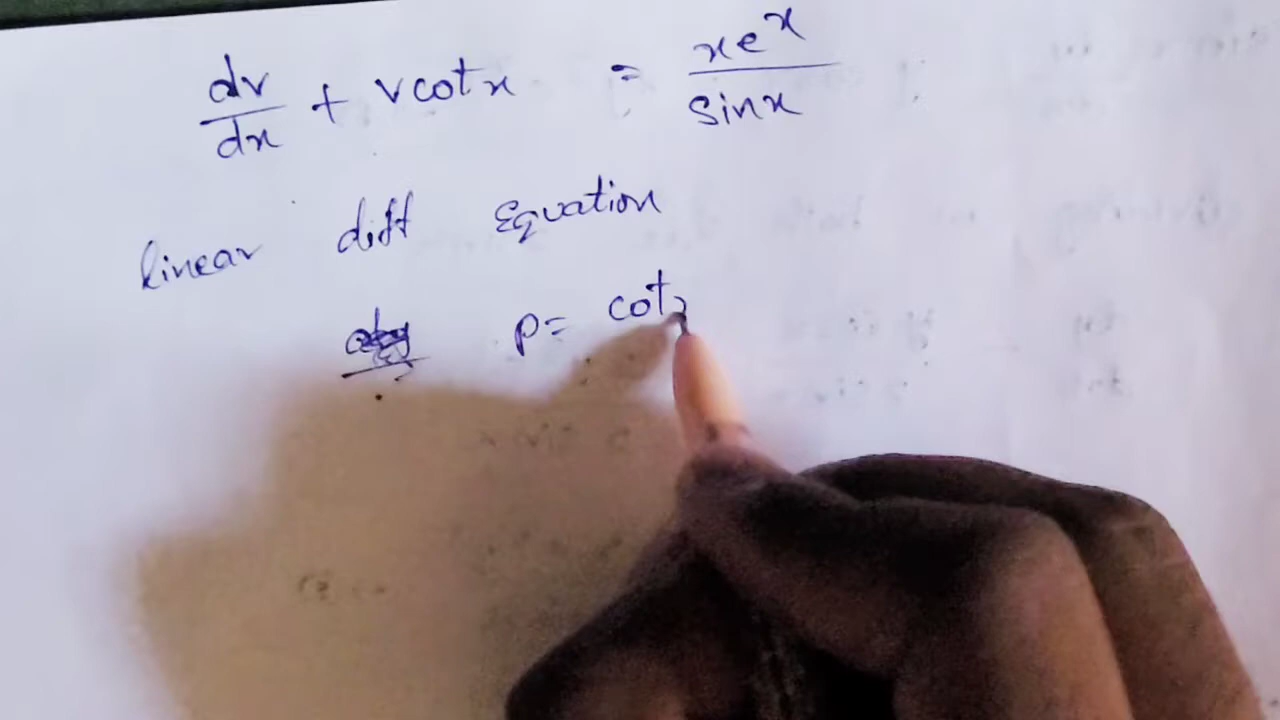 dv/dx + v cot x = xe^x/sin x
linear diff Equation
P = cot x